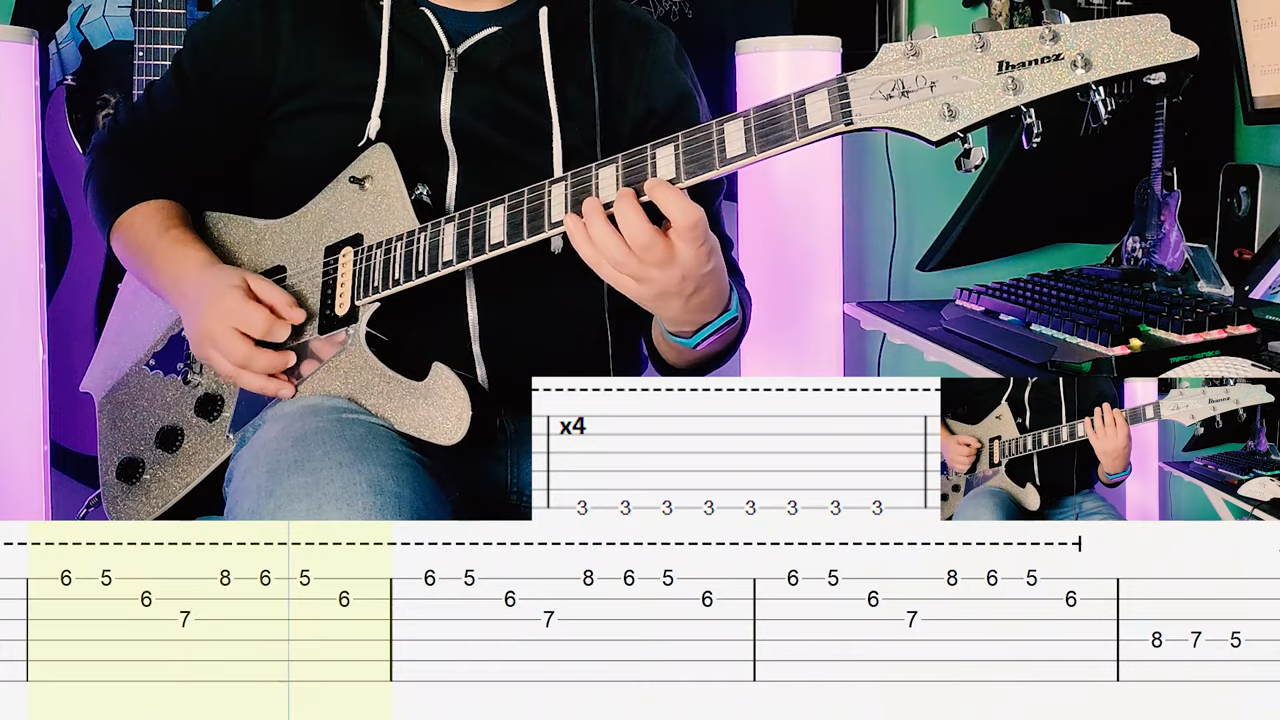 Ibanez
x4
3 3 3 3 3 3 3 3
Ibanez
6 5 8 6 5 6 5 8 6 5 6 5 8 6 5
6 6 6 6 6 6
7 7 7
8 7 5